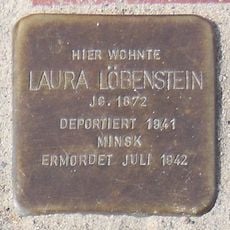 HIER WOHNTE
LAURA LÖBENSTEIN
JG. 1872
DEPORTIERT 1941
MINSK
ERMORDET JULI 1942